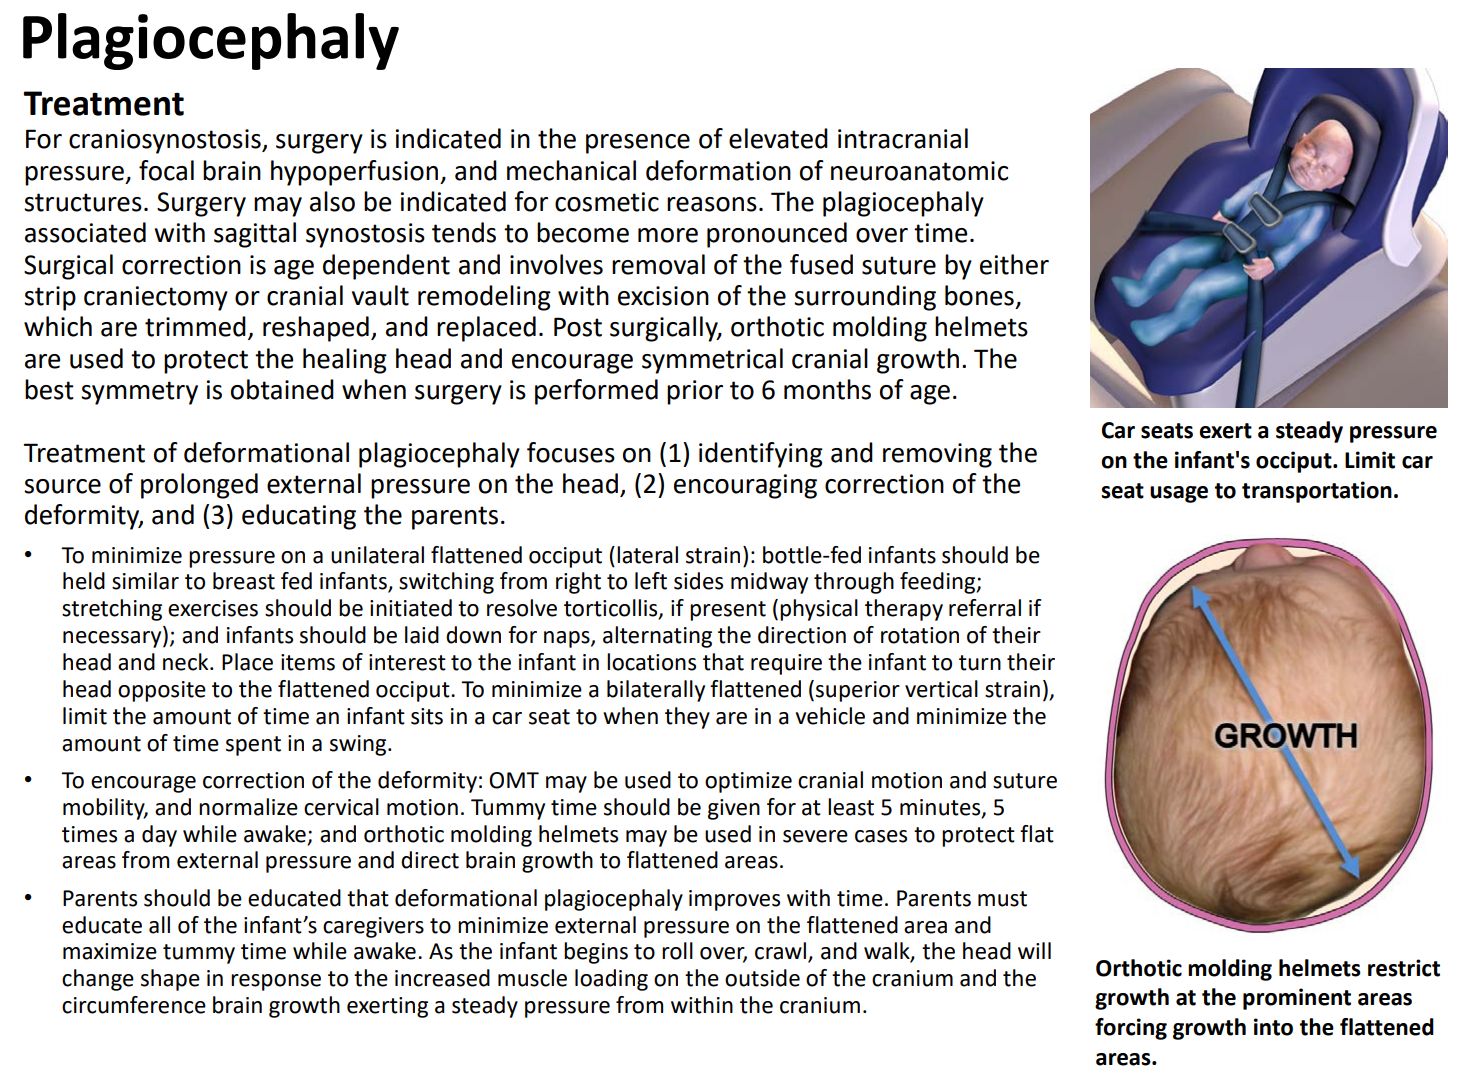 Plagiocephaly
Treatment
For craniosynostosis, surgery is indicated in the presence of elevated intracranial
pressure, focal brain hypoperfusion, and mechanical deformation of neuroanatomic
structures. Surgery may also be indicated for cosmetic reasons. The plagiocephaly
associated with sagittal synostosis tends to become more pronounced over time.
Surgical correction is age dependent and involves removal of the fused suture by either
strip craniectomy or cranial vault remodeling with excision of the surrounding bones,
which are trimmed, reshaped, and replaced. Post surgically, orthotic molding helmets
are used to protect the healing head and encourage symmetrical cranial growth. The
best symmetry is obtained when surgery is performed prior to 6 months of age.
Treatment of deformational plagiocephaly focuses on (1) identifying and removing the
source of prolonged external pressure on the head, (2) encouraging correction of the
deformity, and (3) educating the parents.
• To minimize pressure on a unilateral flattened occiput (lateral strain): bottle-fed infants should be
held similar to breast fed infants, switching from right to left sides midway through feeding;
stretching exercises should be initiated to resolve torticollis, if present (physical therapy referral if
necessary); and infants should be laid down for naps, alternating the direction of rotation of their
head and neck. Place items of interest to the infant in locations that require the infant to turn their
head opposite to the flattened occiput. To minimize a bilaterally flattened (superior vertical strain),
limit the amount of time an infant sits in a car seat to when they are in a vehicle and minimize the
amount of time spent in a swing.
• To encourage correction of the deformity: OMT may be used to optimize cranial motion and suture
mobility, and normalize cervical motion. Tummy time should be given for at least 5 minutes, 5
times a day while awake; and orthotic molding helmets may be used in severe cases to protect flat
areas from external pressure and direct brain growth to flattened areas.
• Parents should be educated that deformational plagiocephaly improves with time. Parents must
educate all of the infant's caregivers to minimize external pressure on the flattened area and
maximize tummy time while awake. As the infant begins to roll over, crawl, and walk, the head will
change shape in response to the increased muscle loading on the outside of the cranium and the
circumference brain growth exerting a steady pressure from within the cranium.
Car seats exert a steady pressure
on the infant's occiput. Limit car
seat usage to transportation.
GROWTH
Orthotic molding helmets restrict
growth at the prominent areas
forcing growth into the flattened
areas.